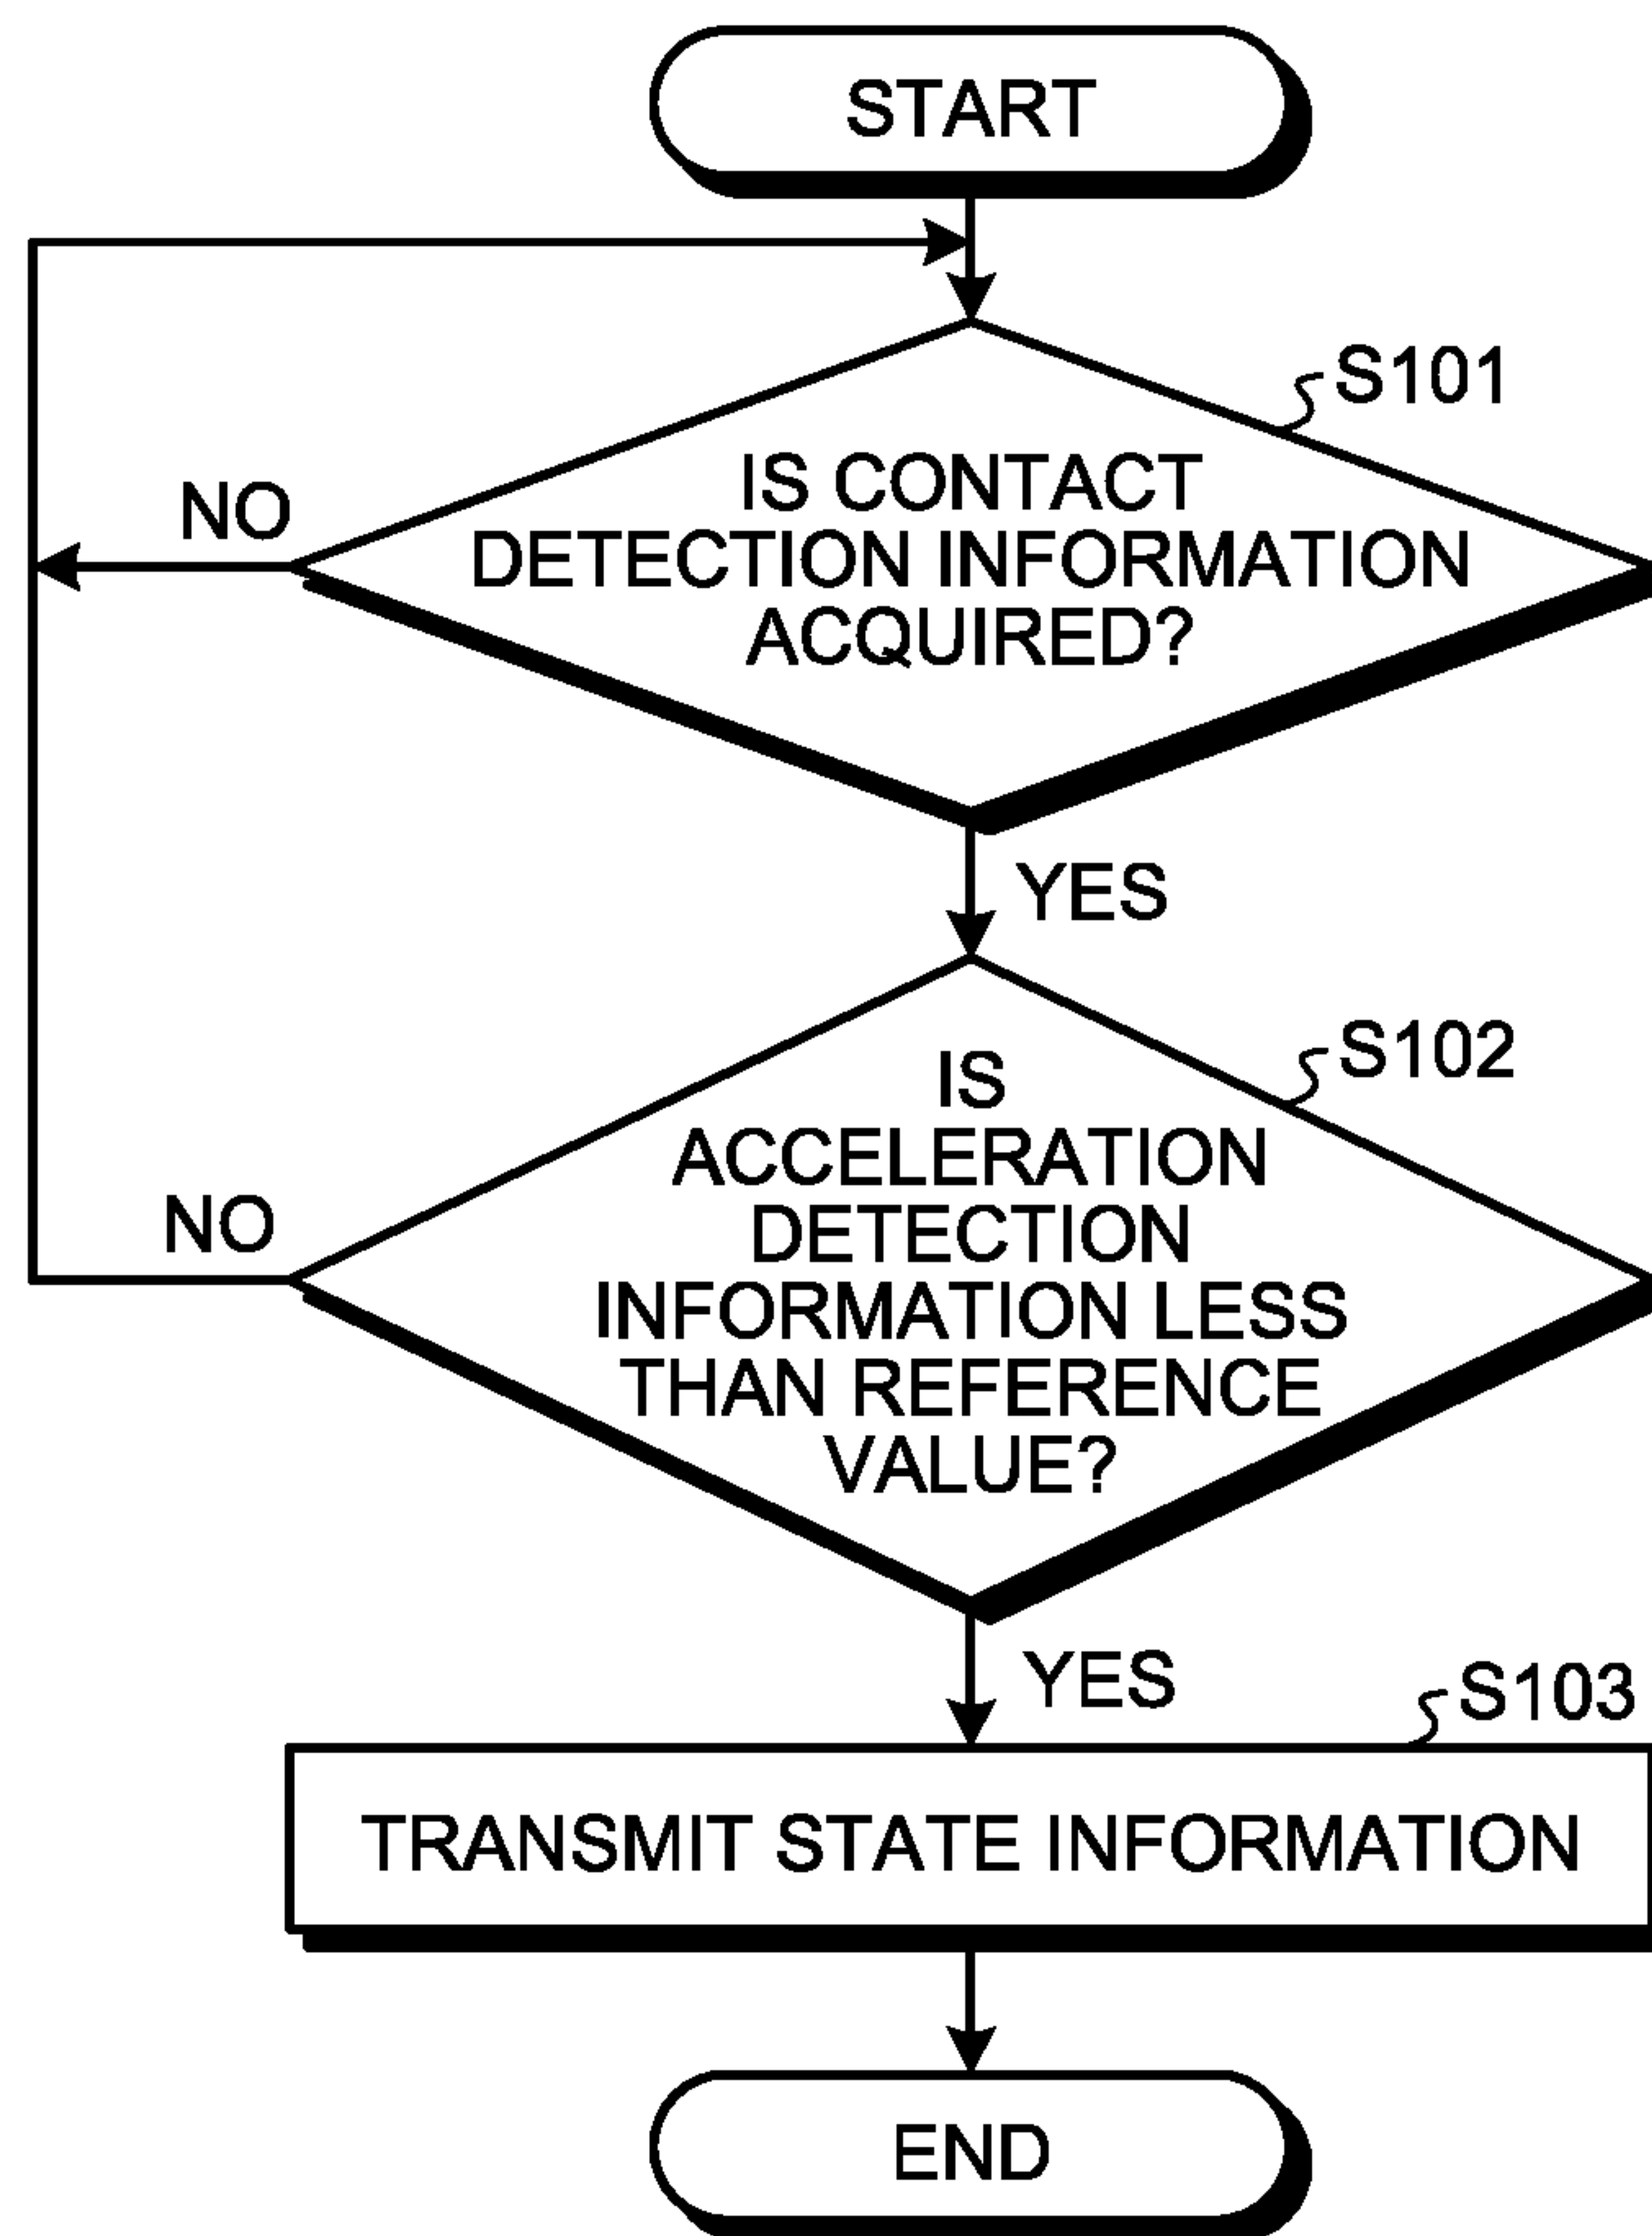 START
S101
IS CONTACT
DETECTION INFORMATION
ACQUIRED?
NO
YES
S102
IS
ACCELERATION
DETECTION
INFORMATION LESS
THAN REFERENCE
VALUE?
NO
YES
S103
TRANSMIT STATE INFORMATION
END